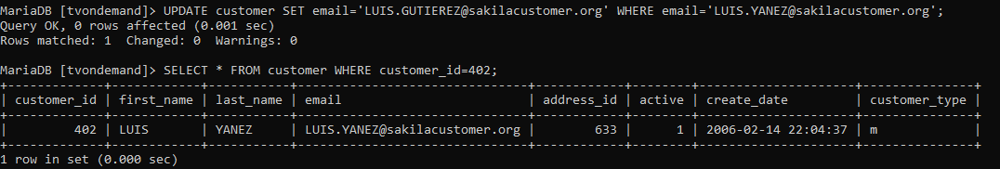 MariaDB [tvondemand]> UPDATE customer SET email='LUIS.GUTIEREZ@sakilacustomer.org' WHERE email='LUIS.YANEZ@sakilacustomer.org';
Query OK, 0 rows affected (0.001 sec)
Rows matched: 1  Changed: 0  Warnings: 0
MariaDB [tvondemand]> SELECT * FROM customer WHERE customer_id=402;
+-------------+------------+-----------+------------------------------+------------+--------+---------------------+---------------+
| customer_id | first_name | last_name | email                        | address_id | active | create_date         | customer_type |
+-------------+------------+-----------+------------------------------+------------+--------+---------------------+---------------+
|         402 | LUIS       | YANEZ     | LUIS.YANEZ@sakilacustomer.org |        633 |      1 | 2006-02-14 22:04:37 | m             |
+-------------+------------+-----------+------------------------------+------------+--------+---------------------+---------------+
1 row in set (0.000 sec)